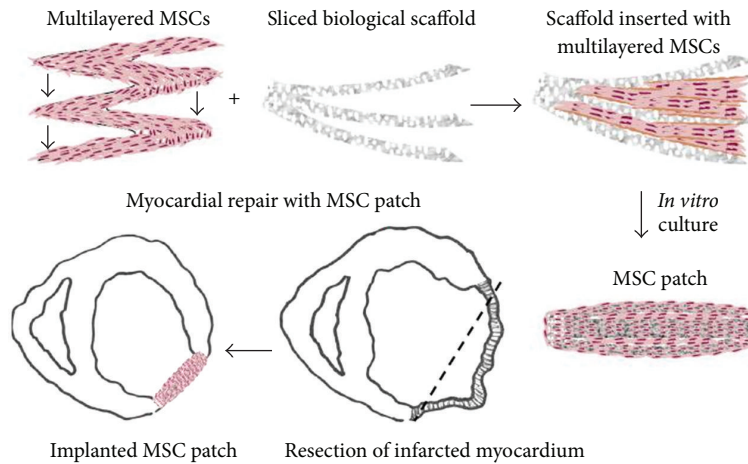 Multilayered MSCs
Sliced biological scaffold
Scaffold inserted with
multilayered MSCs
+
Myocardial repair with MSC patch
In vitro
culture
MSC patch
Implanted MSC patch
Resection of infarcted myocardium